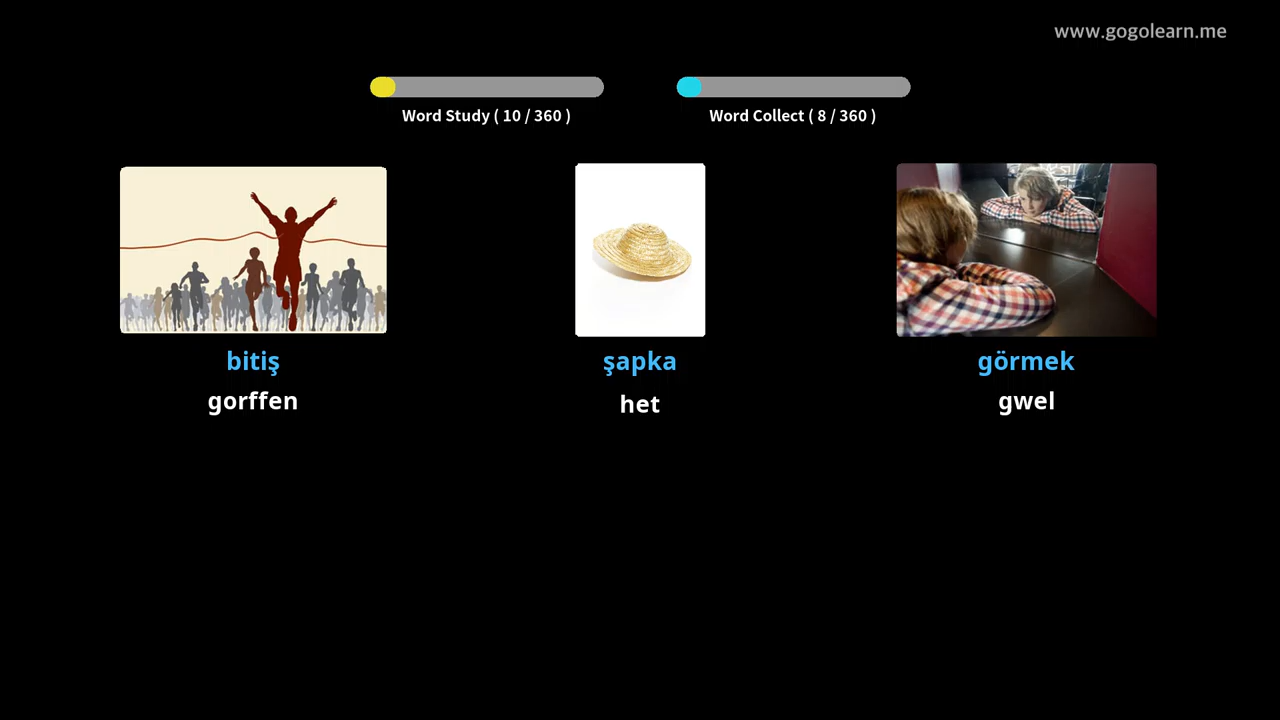 www.gogolearn.me
Word Study ( 10 / 360 )
Word Collect ( 8 / 360 )
bitiş
gorffen
şapka
het
görmek
gwel